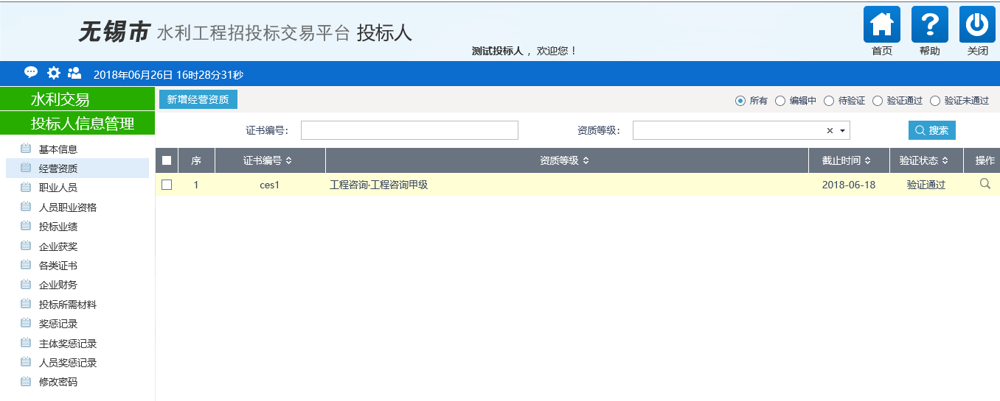 无锡市 水利工程招投标交易平台 投标人
测试投标人 ，欢迎您！
首页 帮助 关闭
2018年06月26日 16时28分31秒
水利交易
投标人信息管理
基本信息
经营资质
职业人员
人员职业资格
投标业绩
企业获奖
各类证书
企业财务
投标所需材料
奖惩记录
主体奖惩记录
人员奖惩记录
修改密码
新增经营资质 所有 编辑中 待验证 验证通过 验证未通过
证书编号： 资质等级： 搜索
序 证书编号 资质等级 截止时间 验证状态 操作
1 ces1 工程咨询·工程咨询甲级 2018-06-18 验证通过